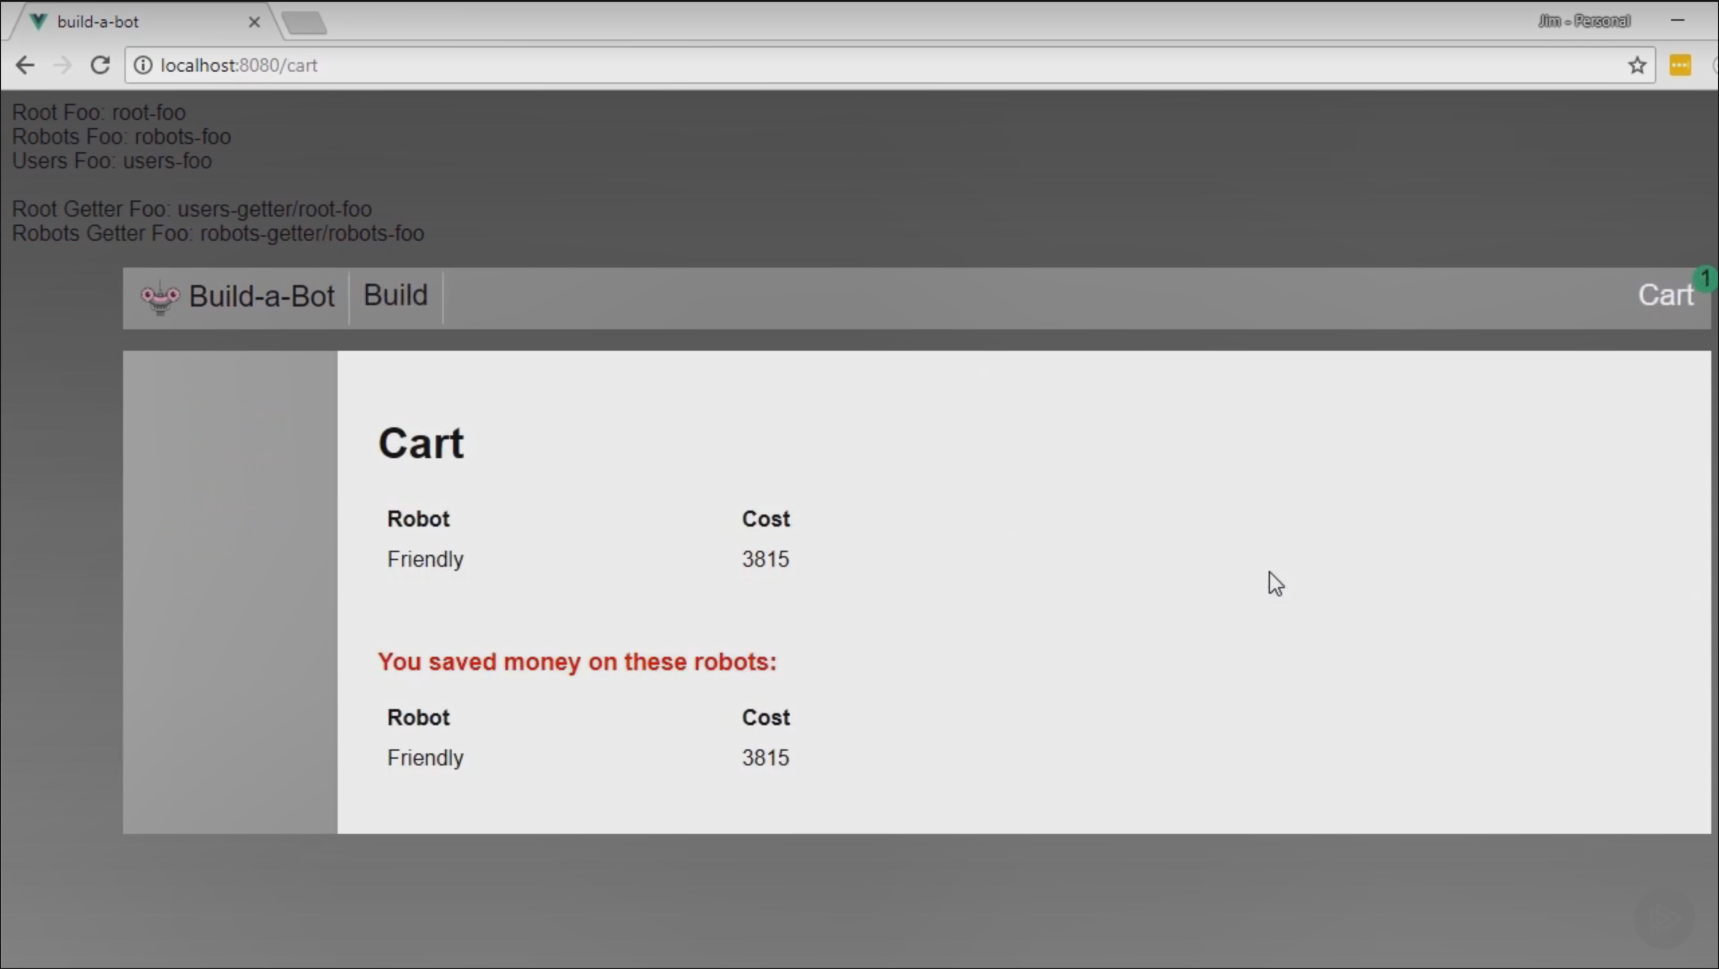 build-a-bot
Jim - Personal
localhost:8080/cart
Root Foo: root-foo
Robots Foo: robots-foo
Users Foo: users-foo
Root Getter Foo: users-getter/root-foo
Robots Getter Foo: robots-getter/robots-foo
Build-a-Bot Build Cart 1
Cart
Robot Cost
Friendly 3815
You saved money on these robots:
Robot Cost
Friendly 3815